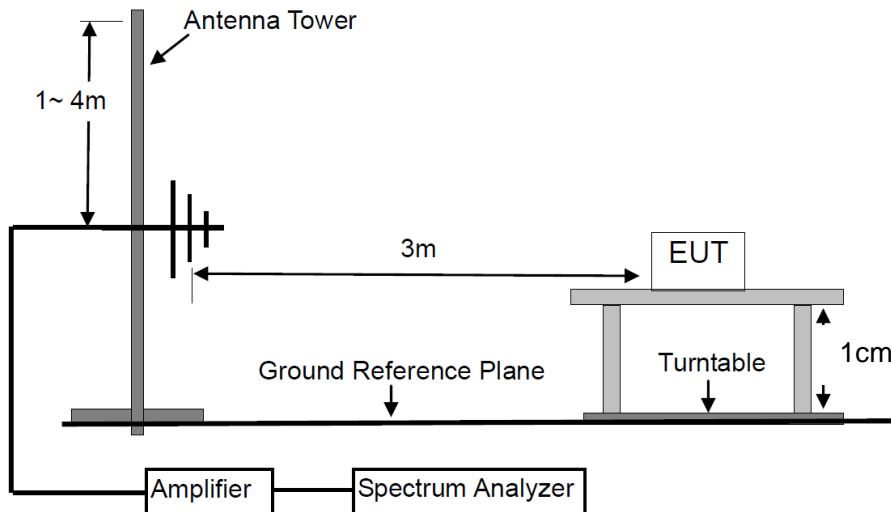 Antenna Tower
1~ 4m
3m
EUT
1cm
Turntable
Ground Reference Plane
Amplifier
Spectrum Analyzer